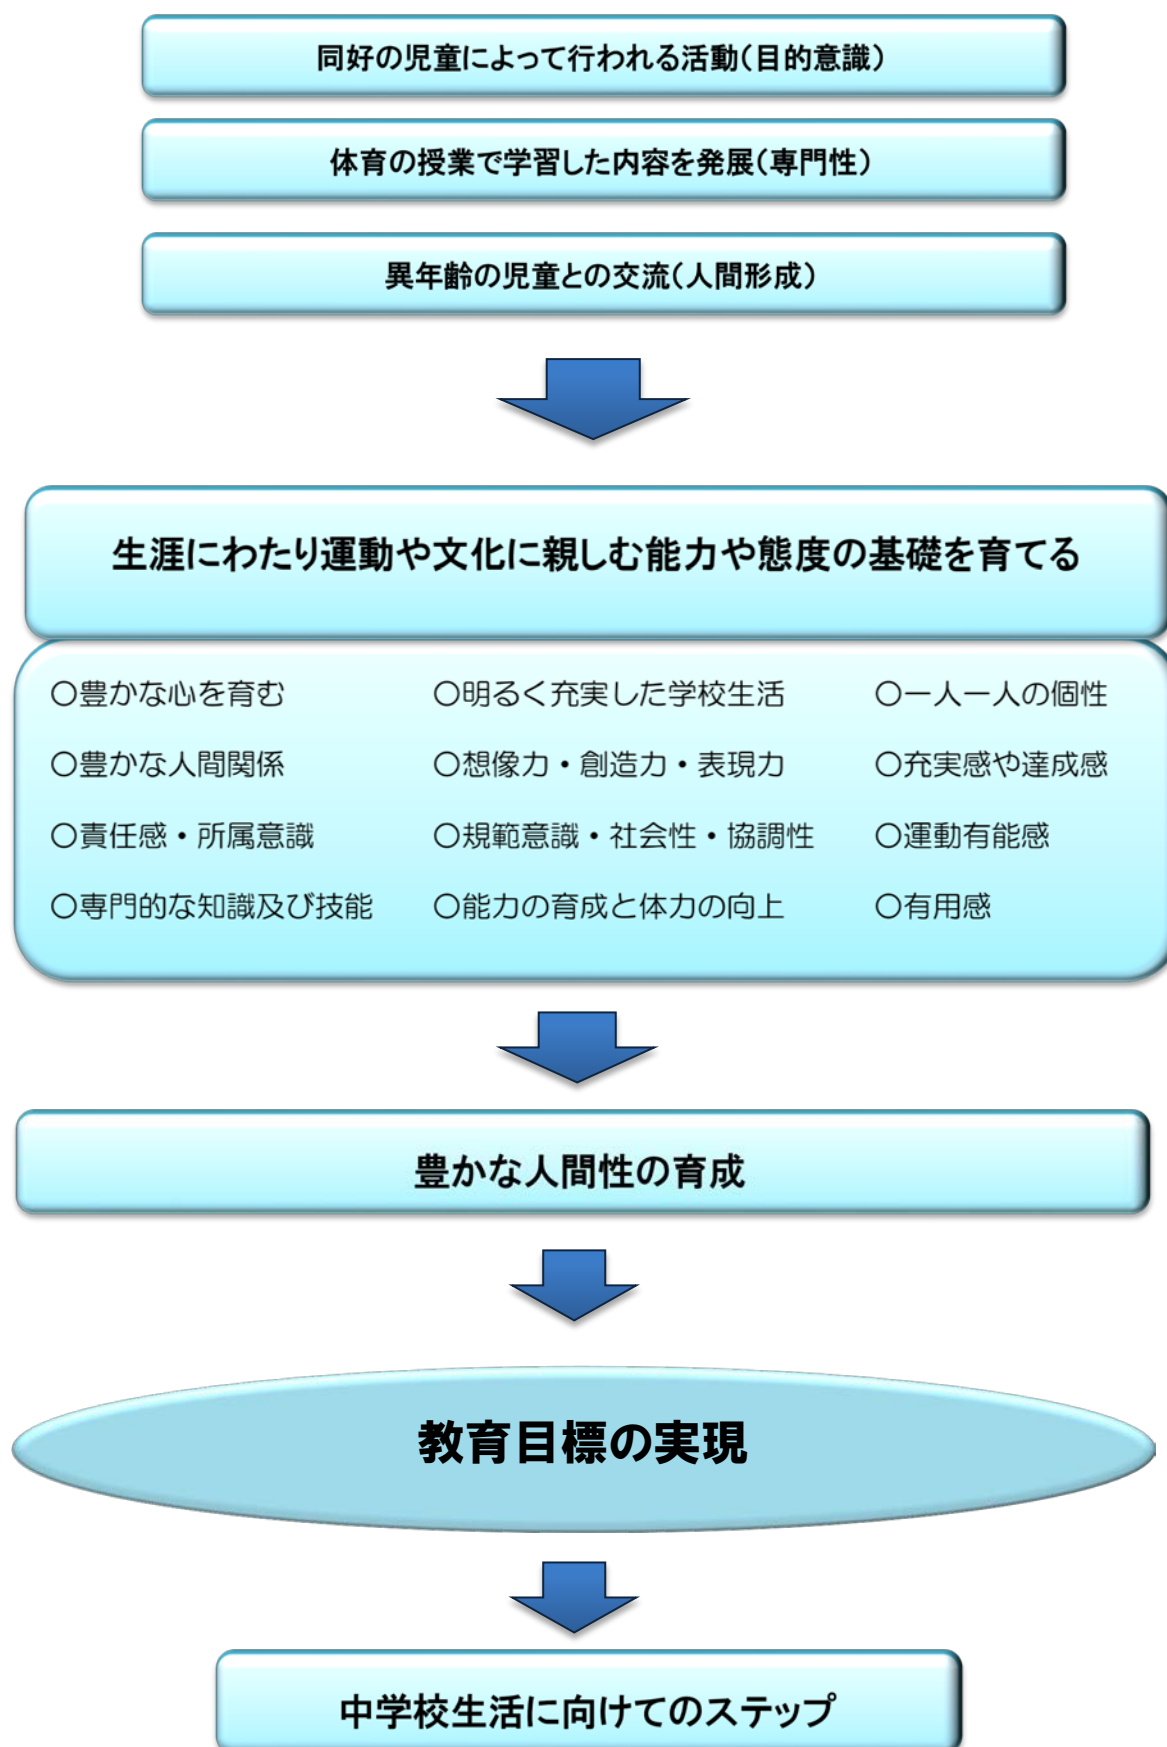 同好の児童によって行われる活動(目的意識)
体育の授業で学習した内容を発展(専門性)
異年齢の児童との交流(人間形成)
生涯にわたり運動や文化に親しむ能力や態度の基礎を育てる
○豊かな心を育む ○明るく充実した学校生活 ○一人一人の個性
○豊かな人間関係 ○想像力・創造力・表現力 ○充実感や達成感
○責任感・所属意識 ○規範意識・社会性・協調性 ○運動有能感
○専門的な知識及び技能 ○能力の育成と体力の向上 ○有用感
豊かな人間性の育成
教育目標の実現
中学校生活に向けてのステップ